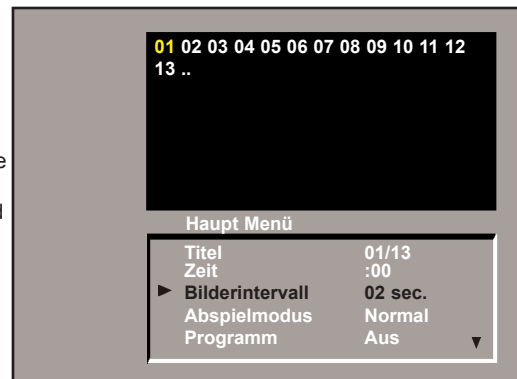 01 02 03 04 05 06 07 08 09 10 11 12
13 ..
Haupt Menü
Titel 01/13
Zeit :00
Bilderintervall 02 sec.
Abspielmodus Normal
Programm Aus